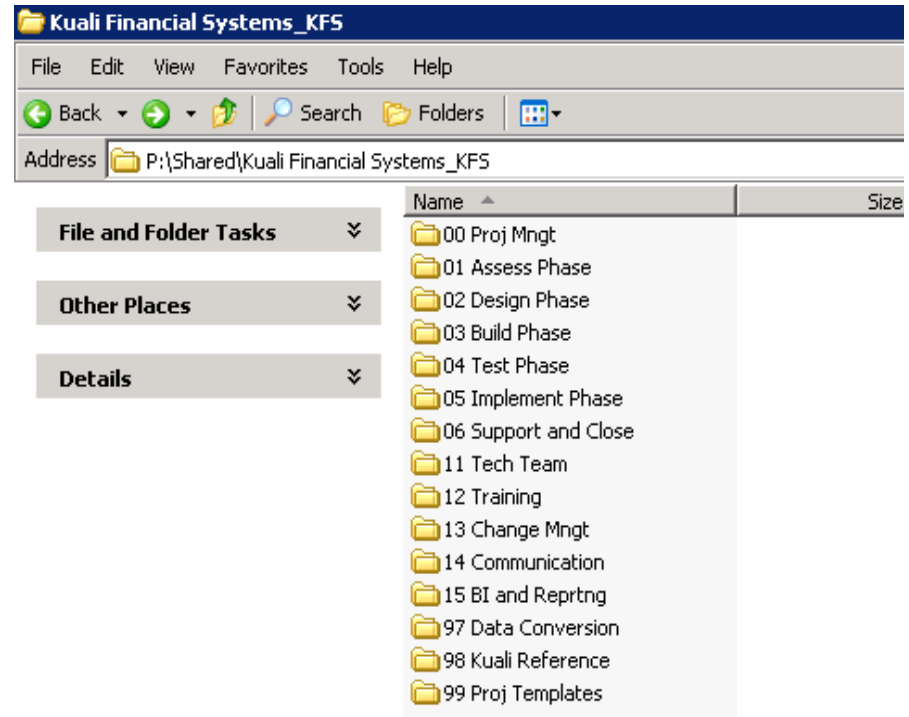 Kuali Financial Systems_KFS
File Edit View Favorites Tools Help
Back Search Folders
Address P:\Shared\Kuali Financial Systems_KFS
Name Size
File and Folder Tasks
Other Places
Details
00 Proj Mngt
01 Assess Phase
02 Design Phase
03 Build Phase
04 Test Phase
05 Implement Phase
06 Support and Close
11 Tech Team
12 Training
13 Change Mngt
14 Communication
15 BI and Reprtng
97 Data Conversion
98 Kuali Reference
99 Proj Templates